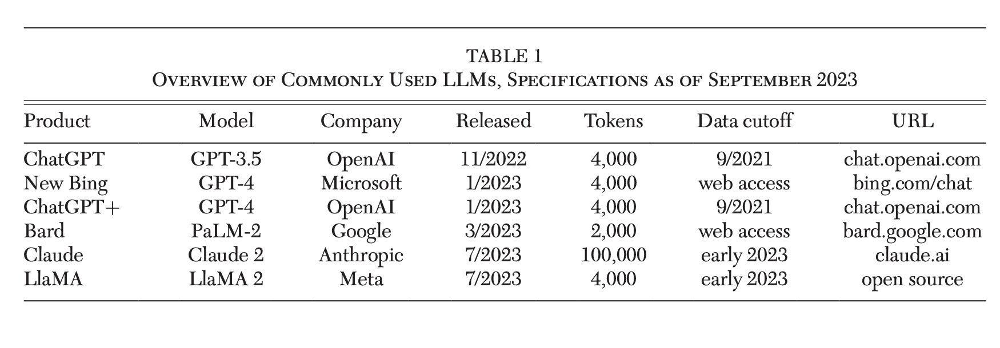 TABLE 1
Overview of Commonly Used LLMs, Specifications as of September 2023
Product Model Company Released Tokens Data cutoff URL
ChatGPT GPT-3.5 OpenAI 11/2022 4,000 9/2021 chat.openai.com
New Bing GPT-4 Microsoft 1/2023 4,000 web access bing.com/chat
ChatGPT+ GPT-4 OpenAI 1/2023 4,000 9/2021 chat.openai.com
Bard PaLM-2 Google 3/2023 2,000 web access bard.google.com
Claude Claude 2 Anthropic 7/2023 100,000 early 2023 claude.ai
LlaMA LlaMA 2 Meta 7/2023 4,000 early 2023 open source